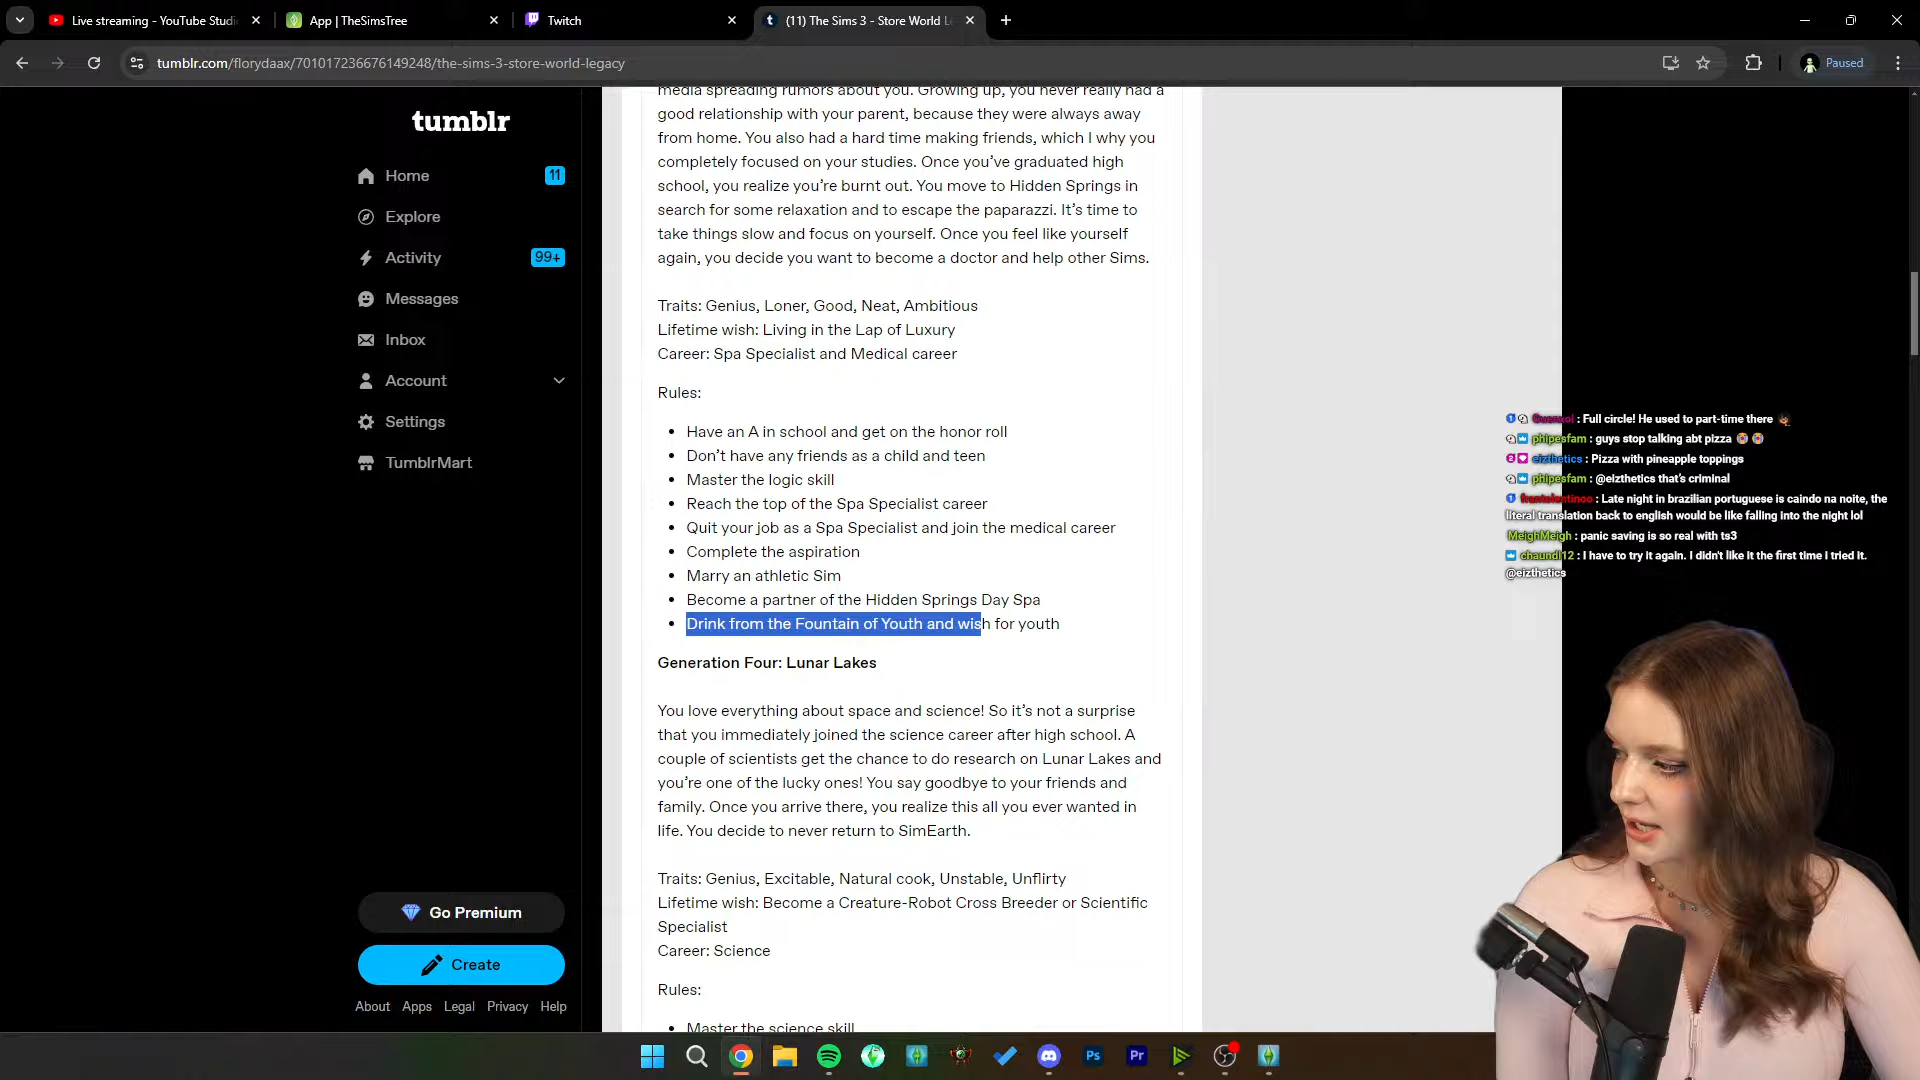 Live streaming - YouTube Studi
App | TheSimsTree
Twitch
(11) The Sims 3 - Store World L
tumblr.com/florydaax/701017236676149248/the-sims-3-store-world-legacy
Paused
tumblr
Home
11
Explore
Activity
99+
Messages
Inbox
Account
Settings
TumblrMart
Go Premium
Create
About Apps Legal Privacy Help
media spreading rumors about you. Growing up, you never really had a
good relationship with your parent, because they were always away
from home. You also had a hard time making friends, which I why you
completely focused on your studies. Once you've graduated high
school, you realize you're burnt out. You move to Hidden Springs in
search for some relaxation and to escape the paparazzi. It's time to
take things slow and focus on yourself. Once you feel like yourself
again, you decide you want to become a doctor and help other Sims.
Traits: Genius, Loner, Good, Neat, Ambitious
Lifetime wish: Living in the Lap of Luxury
Career: Spa Specialist and Medical career
Rules:
• Have an A in school and get on the honor roll
• Don't have any friends as a child and teen
• Master the logic skill
• Reach the top of the Spa Specialist career
• Quit your job as a Spa Specialist and join the medical career
• Complete the aspiration
• Marry an athletic Sim
• Become a partner of the Hidden Springs Day Spa
• Drink from the Fountain of Youth and wish for youth
Generation Four: Lunar Lakes
You love everything about space and science! So it's not a surprise
that you immediately joined the science career after high school. A
couple of scientists get the chance to do research on Lunar Lakes and
you're one of the lucky ones! You say goodbye to your friends and
family. Once you arrive there, you realize this all you ever wanted in
life. You decide to never return to SimEarth.
Traits: Genius, Excitable, Natural cook, Unstable, Unflirty
Lifetime wish: Become a Creature-Robot Cross Breeder or Scientific
Specialist
Career: Science
Rules:
• Master the science skill
: Full circle! He used to part-time there
phipesfam : guys stop talking abt pizza
eizthetics : Pizza with pineapple toppings
phipesfam : @eizthetics that's criminal
: Late night in brazilian portuguese is caindo na noite, the
literal translation back to english would be like falling into the night lol
MeighMeigh : panic saving is so real with ts3
chaundi12 : I have to try it again. I didn't like it the first time I tried it.
@eizthetics
Ps
Pr